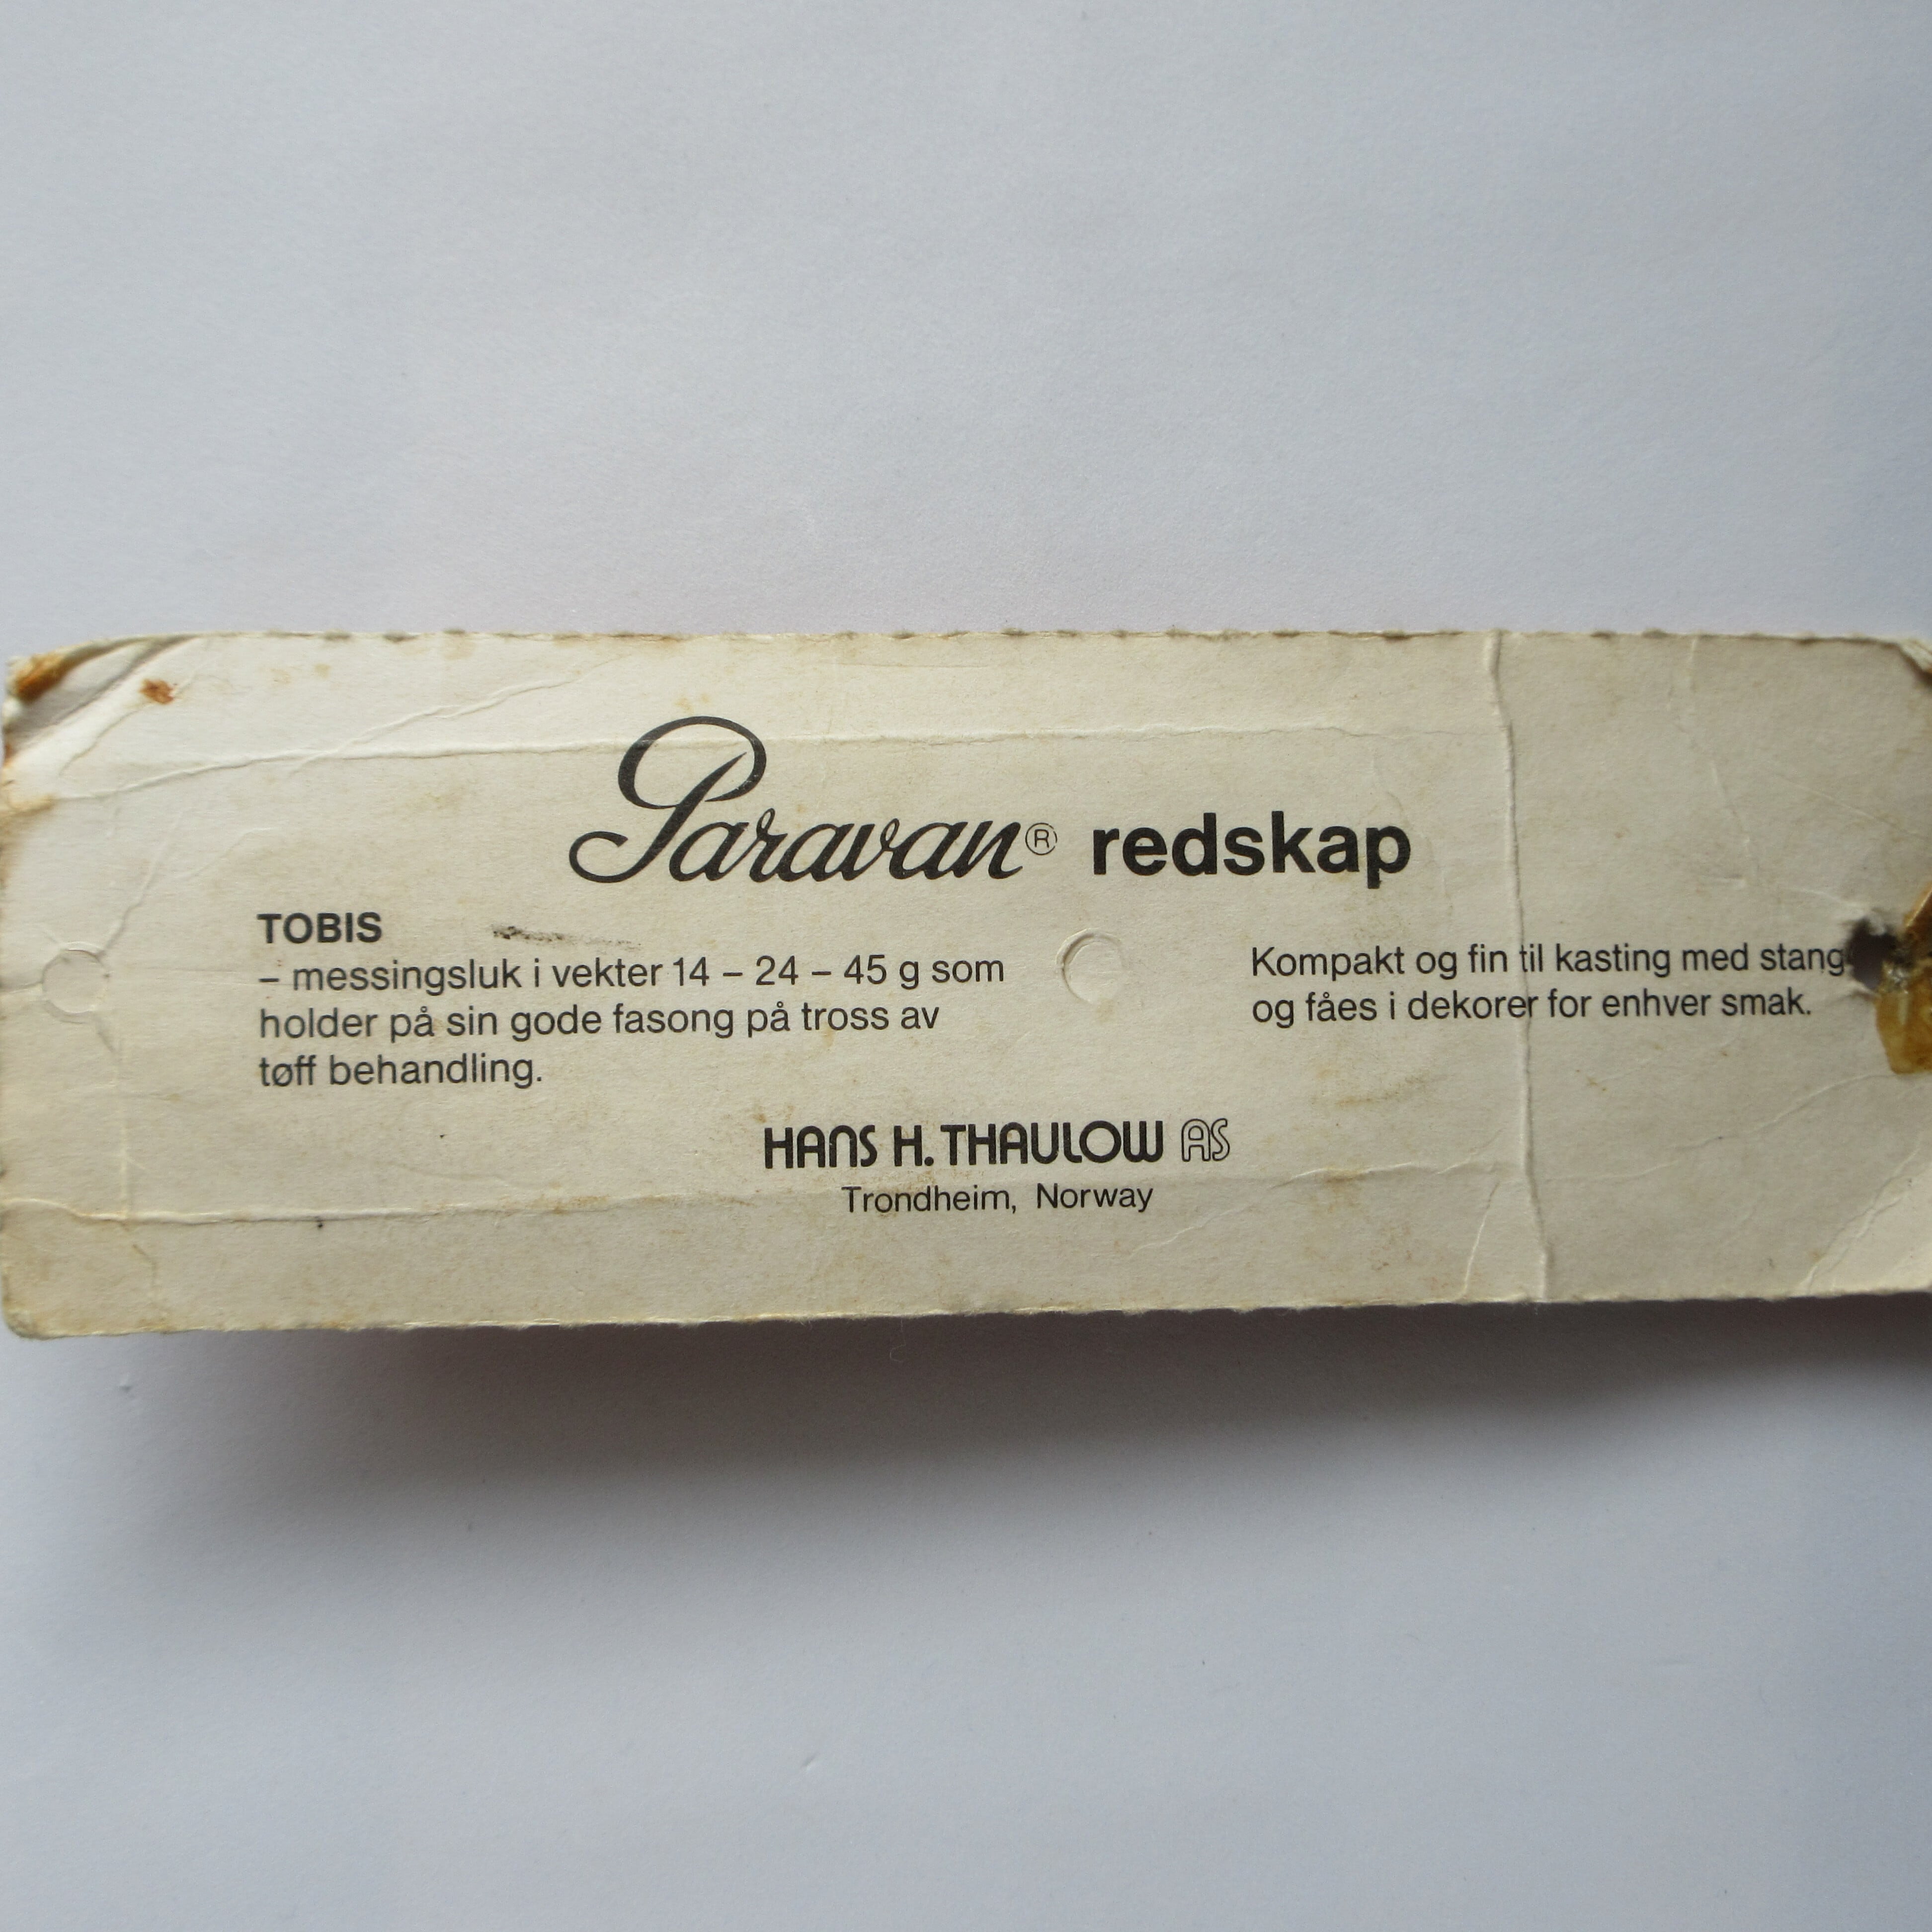 Paravan® redskap
TOBIS
– messingsluk i vekter 14 – 24 – 45 g som
holder på sin gode fasong på tross av
tøff behandling.
Kompakt og fin til kasting med stang
og fåes i dekorer for enhver smak.
HANS H. THAULOW AS
Trondheim, Norway